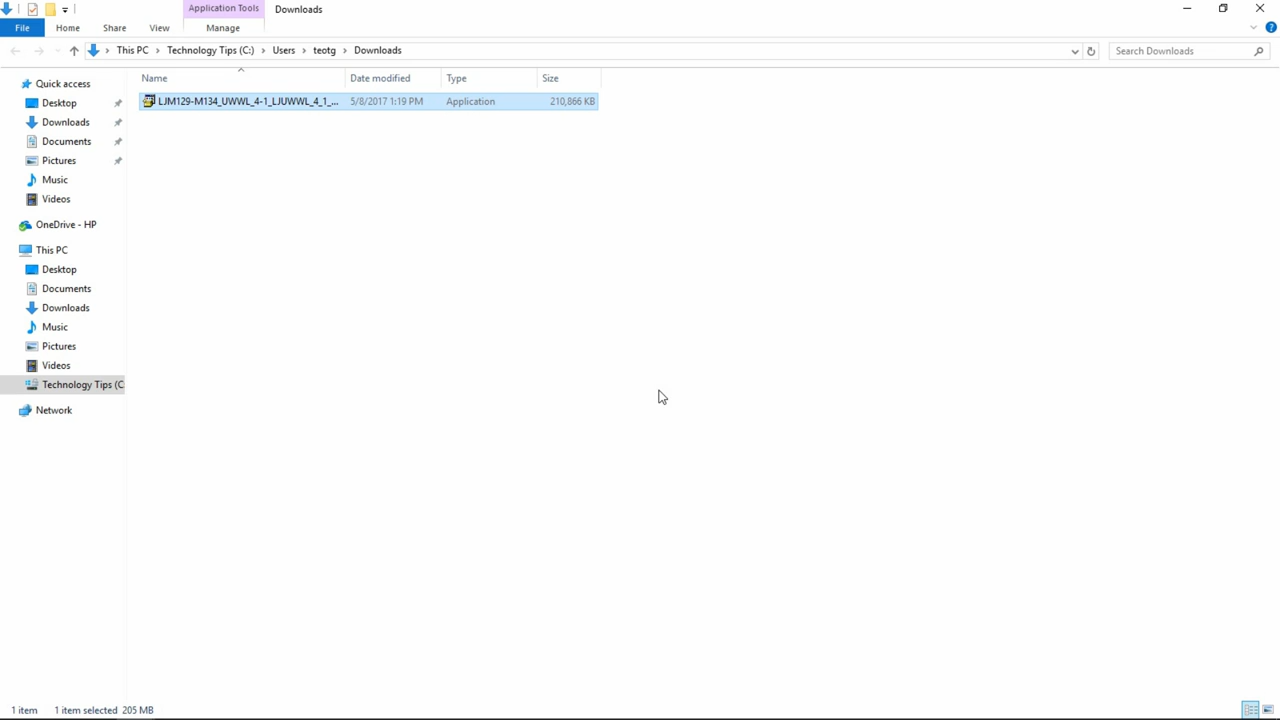 Application Tools Downloads
File Home Share View Manage
This PC Technology Tips (C:) Users teotg Downloads Search Downloads
Name Date modified Type Size
LJM129-M134_UWWL_4-1_LJUWWL_4_1_... 5/8/2017 1:19 PM Application 210,866 KB
Quick access
Desktop
Downloads
Documents
Pictures
Music
Videos
OneDrive - HP
This PC
Desktop
Documents
Downloads
Music
Pictures
Videos
Technology Tips (C
Network
1 item 1 item selected 205 MB